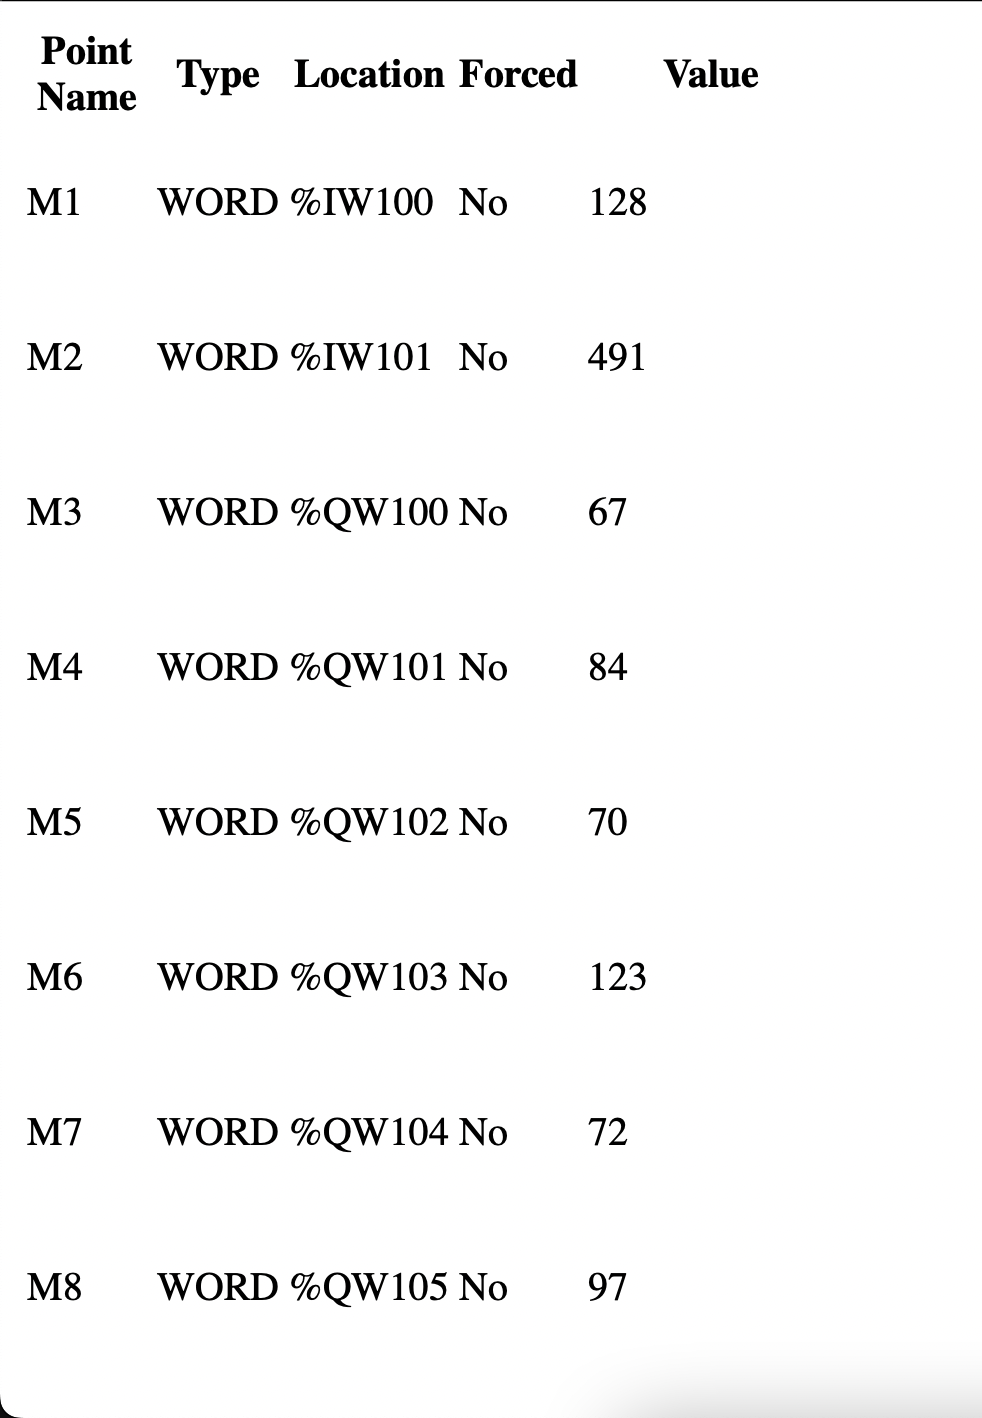 Point Name Type Location Forced Value
M1 WORD %IW100 No 128
M2 WORD %IW101 No 491
M3 WORD %QW100 No 67
M4 WORD %QW101 No 84
M5 WORD %QW102 No 70
M6 WORD %QW103 No 123
M7 WORD %QW104 No 72
M8 WORD %QW105 No 97